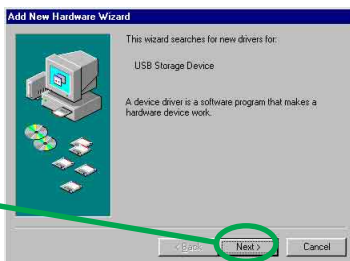 Add New Hardware Wizard
This wizard searches for new drivers for:
USB Storage Device
A device driver is a software program that makes a
hardware device work.
< Back
Next >
Cancel